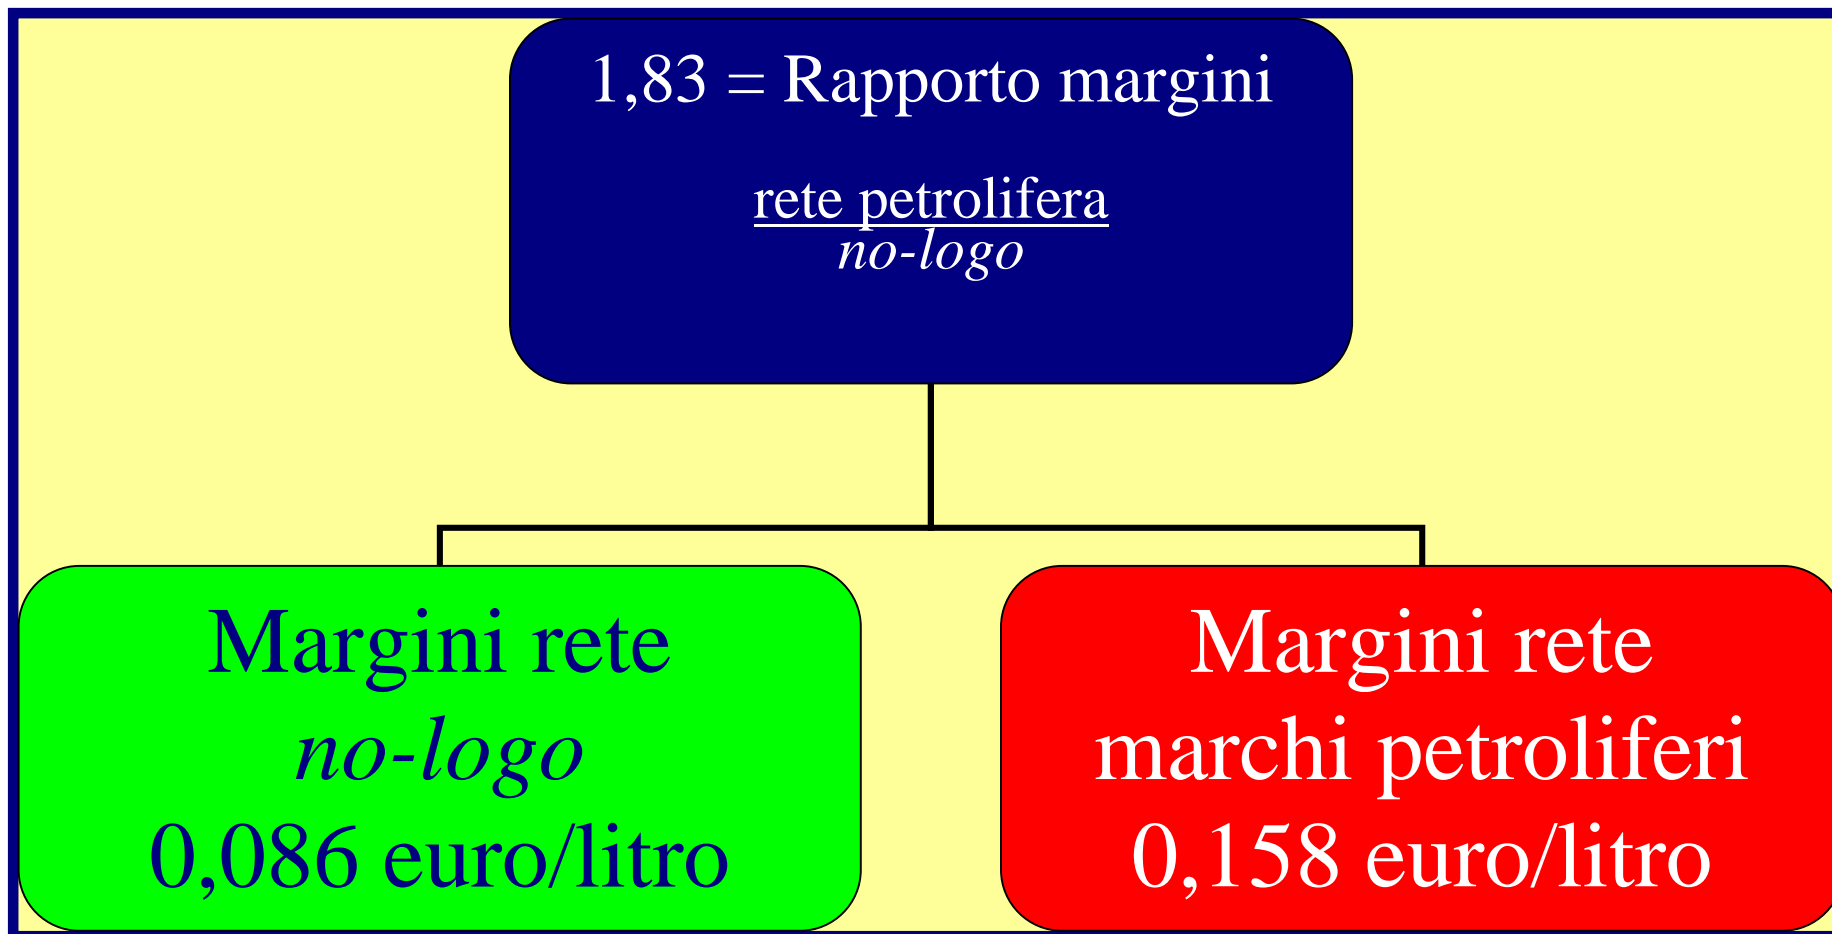 1,83 = Rapporto margini
rete petrolifera
no-logo
Margini rete
no-logo
0,086 euro/litro
Margini rete
marchi petroliferi
0,158 euro/litro